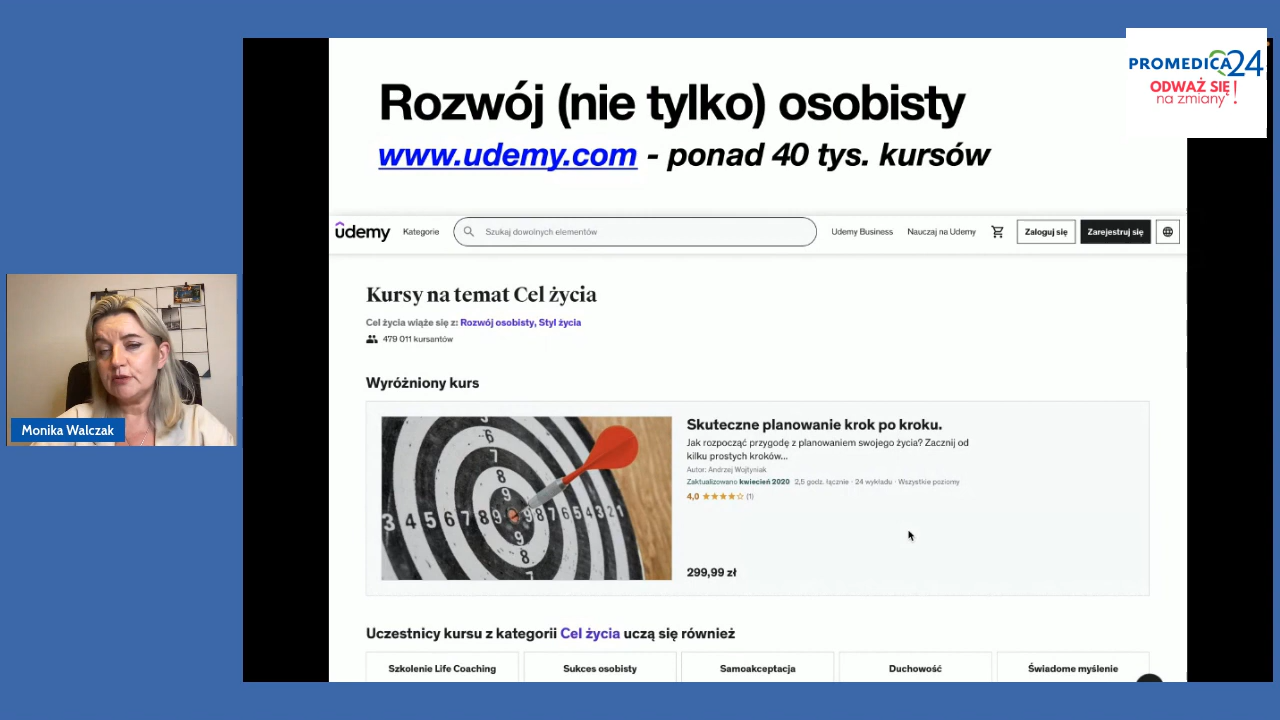 PROMEDICA24
ODWAŻ SIĘ!
na zmiany
Rozwój (nie tylko) osobisty
www.udemy.com - ponad 40 tys. kursów
udemy
Kategorie
Szukaj dowolnych elementów
Udemy Business
Nauczaj na Udemy
Zaloguj się
Zarejestruj się
Kursy na temat Cel życia
Cel życia wiąże się z: Rozwój osobisty, Styl życia
479 011 kursantów
Wyróżniony kurs
Skuteczne planowanie krok po kroku.
Jak rozpocząć przygodę z planowaniem swojego życia? Zacznij od
kilku prostych kroków...
Autor: Andrzej Wojtyniak
Zaktualizowano kwiecień 2020 2,5 godz. łącznie · 24 wykładu · Wszystkie poziomy
4,0 (1)
299,99 zł
Uczestnicy kursu z kategorii Cel życia uczą się również
Szkolenie Life Coaching
Sukces osobisty
Samoakceptacja
Duchowość
Świadome myślenie
Monika Walczak